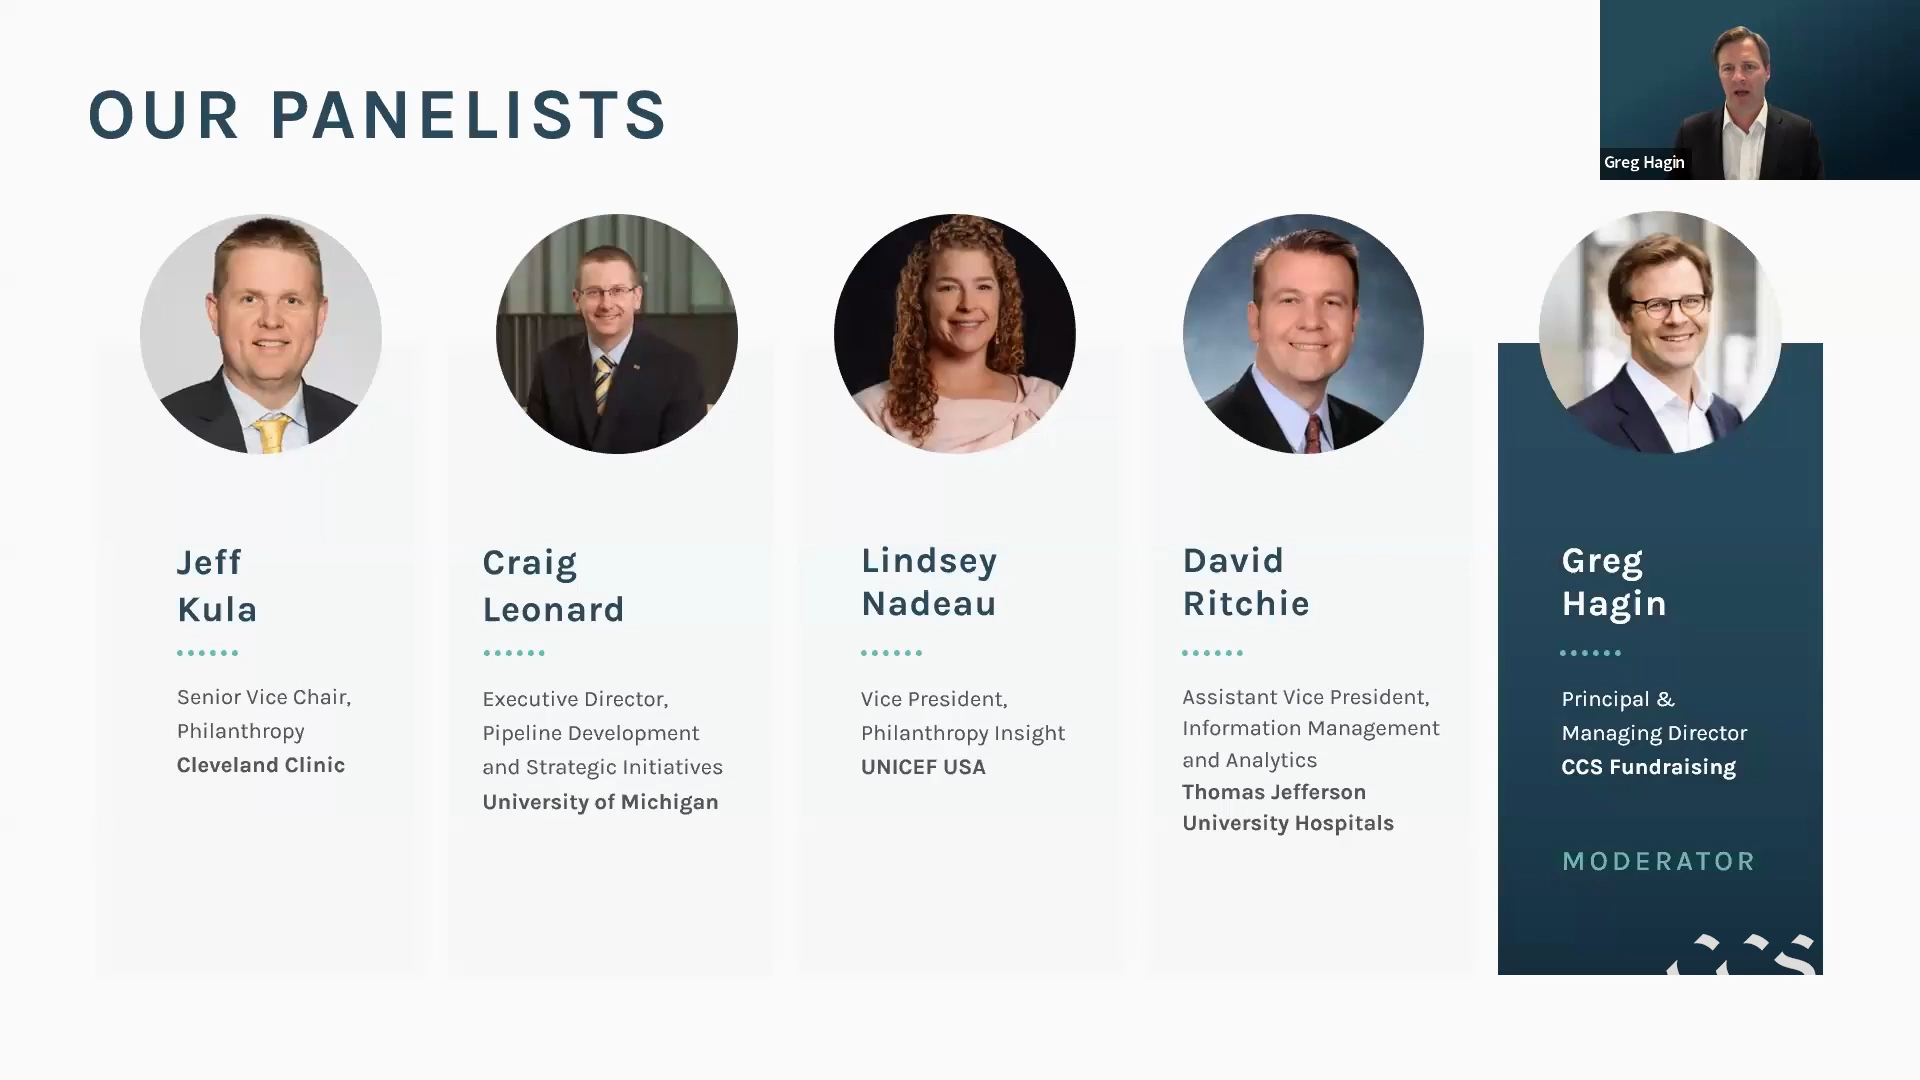 OUR PANELISTS
Greg Hagin
Jeff
Kula
Senior Vice Chair,
Philanthropy
Cleveland Clinic
Craig
Leonard
Executive Director,
Pipeline Development
and Strategic Initiatives
University of Michigan
Lindsey
Nadeau
Vice President,
Philanthropy Insight
UNICEF USA
David
Ritchie
Assistant Vice President,
Information Management
and Analytics
Thomas Jefferson
University Hospitals
Greg
Hagin
Principal &
Managing Director
CCS Fundraising
MODERATOR
ccs